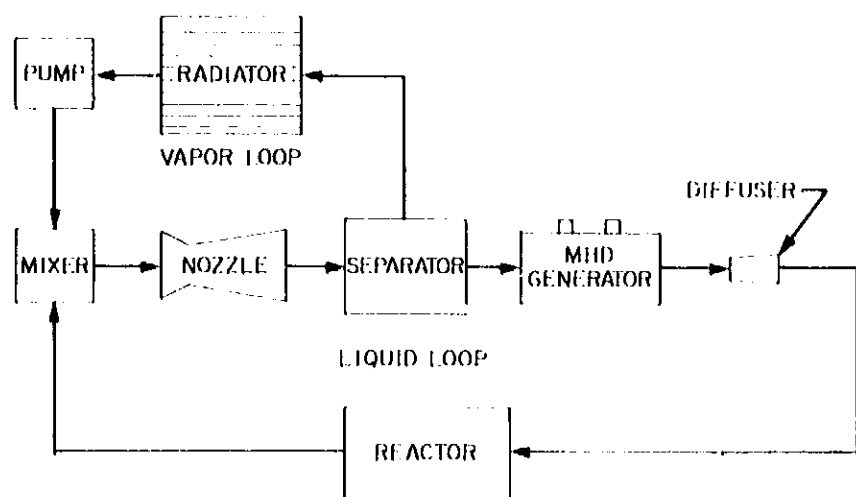 PUMP
RADIATOR
VAPOR LOOP
DIFFUSER
MIXER
NOZZLE
SEPARATOR
MHD
GENERATOR
LIQUID LOOP
REACTOR